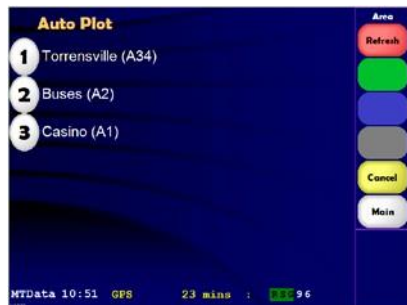 Auto Plot
Area
Refresh
1 Torrensville (A34)
2 Buses (A2)
3 Casino (A1)
Cancel
Main
MTData 10:51 GPS 23 mins : 96